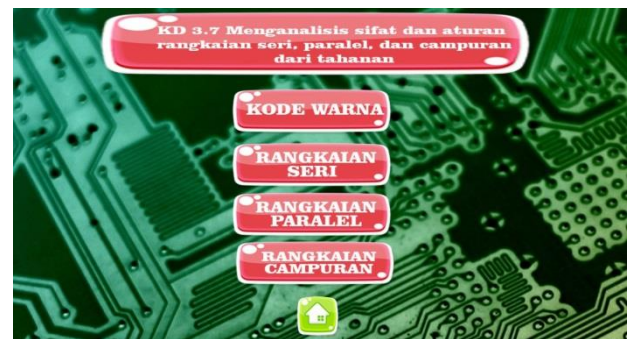 KD 3.7 Menganalisis sifat dan aturan
rangkaian seri, paralel, dan campuran
dari tahanan
KODE WARNA
RANGKAIAN
SERI
RANGKAIAN
PARALEL
RANGKAIAN
CAMPURAN